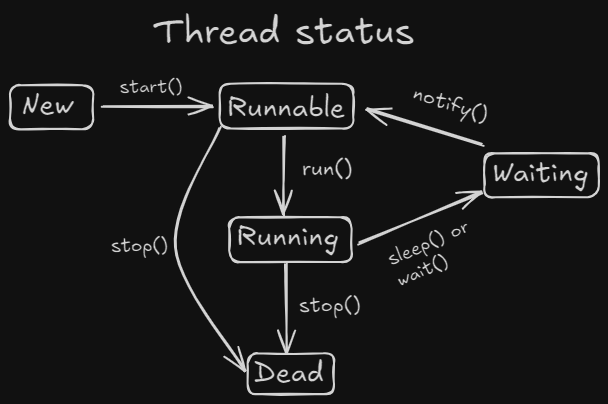 Thread status
start()
New
Runnable
notify()
run()
Waiting
stop()
Running
sleep() or
wait()
stop()
Dead